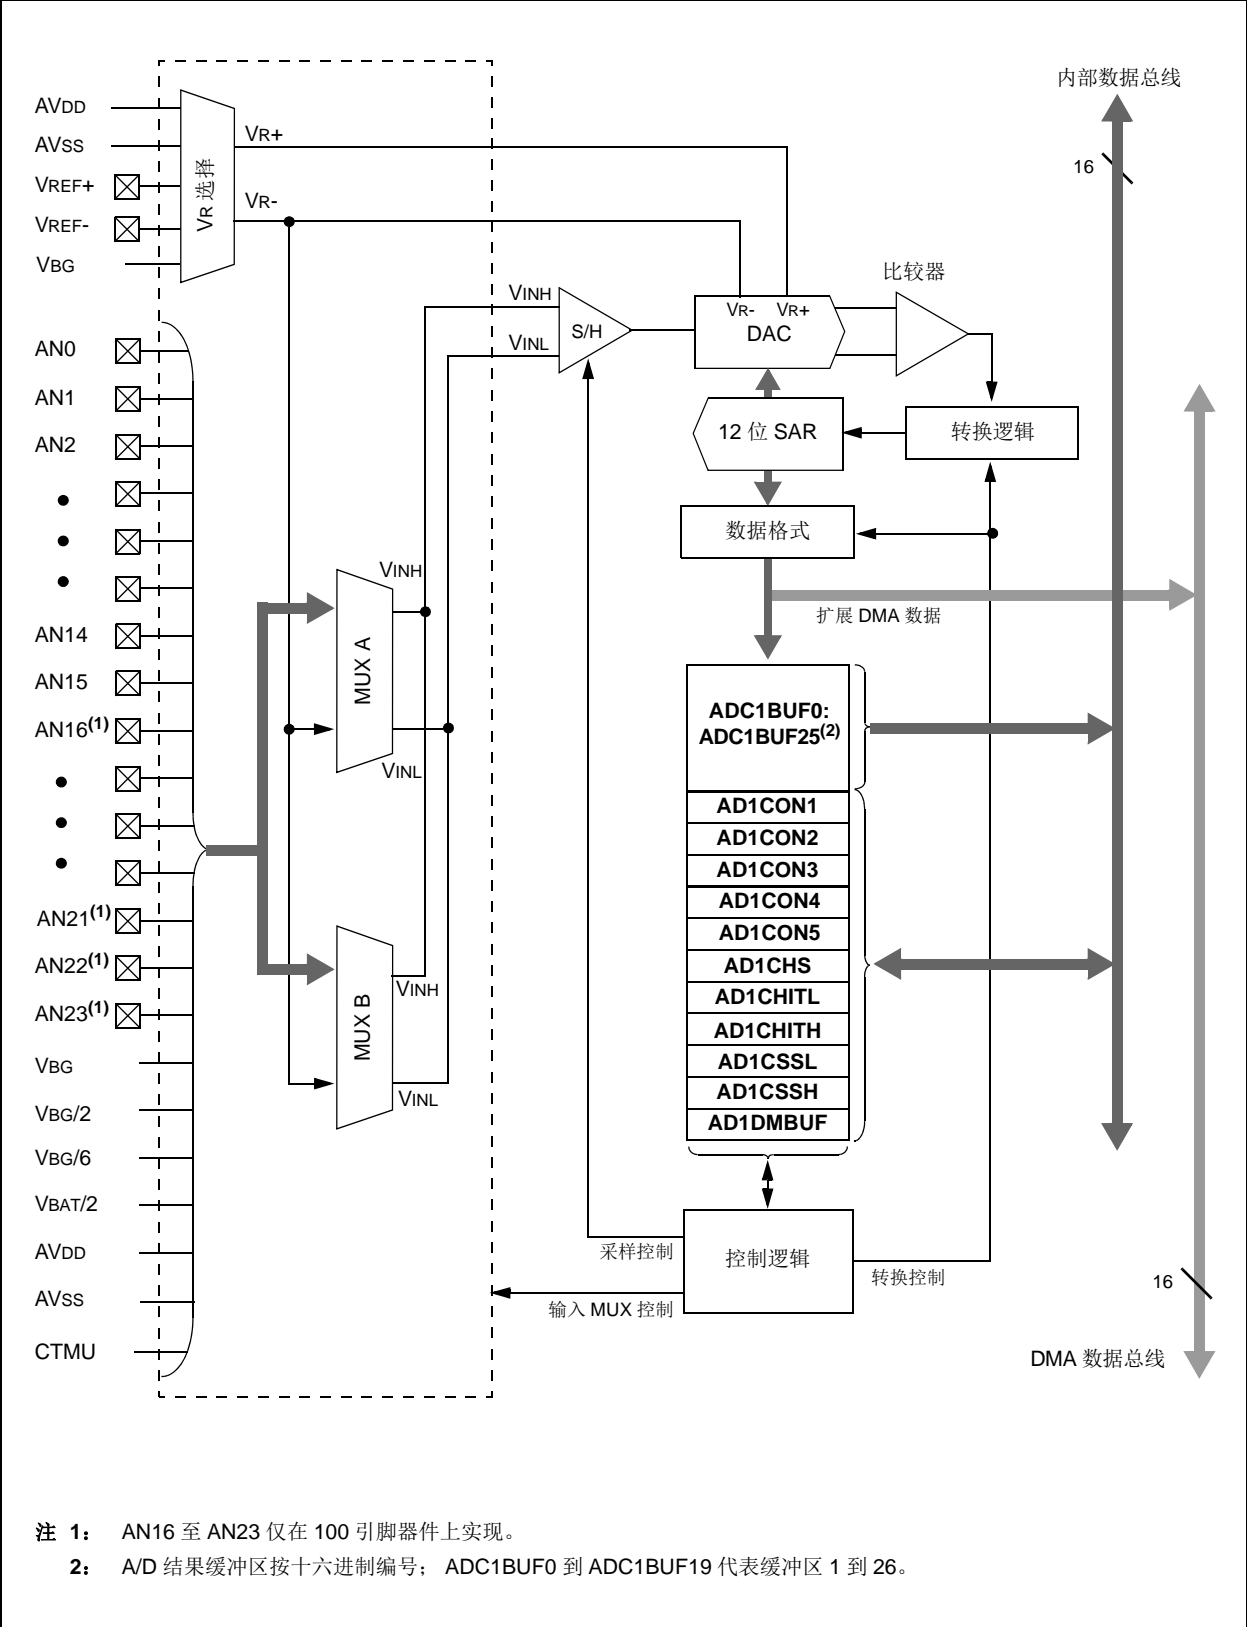 内部数据总线
AVDD
AVSS
VREF+
VREF-
VBG
VR 选择
VR+
VR-
16
比较器
VINH
VINL
S/H
VR- VR+
DAC
AN0
AN1
AN2
12 位 SAR
转换逻辑
数据格式
扩展 DMA 数据
VINH
MUX A
VINL
AN14
AN15
AN16(1)
ADC1BUF0:
ADC1BUF25(2)
AD1CON1
AD1CON2
AD1CON3
AD1CON4
AD1CON5
AD1CHS
AD1CHITL
AD1CHITH
AD1CSSL
AD1CSSH
AD1DMBUF
AN21(1)
AN22(1)
AN23(1)
VINH
MUX B
VINL
VBG
VBG/2
VBG/6
VBAT/2
AVDD
AVSS
CTMU
采样控制
控制逻辑
转换控制
输入 MUX 控制
16
DMA 数据总线
注 1： AN16 至 AN23 仅在 100 引脚器件上实现。
2： A/D 结果缓冲区按十六进制编号； ADC1BUF0 到 ADC1BUF19 代表缓冲区 1 到 26。